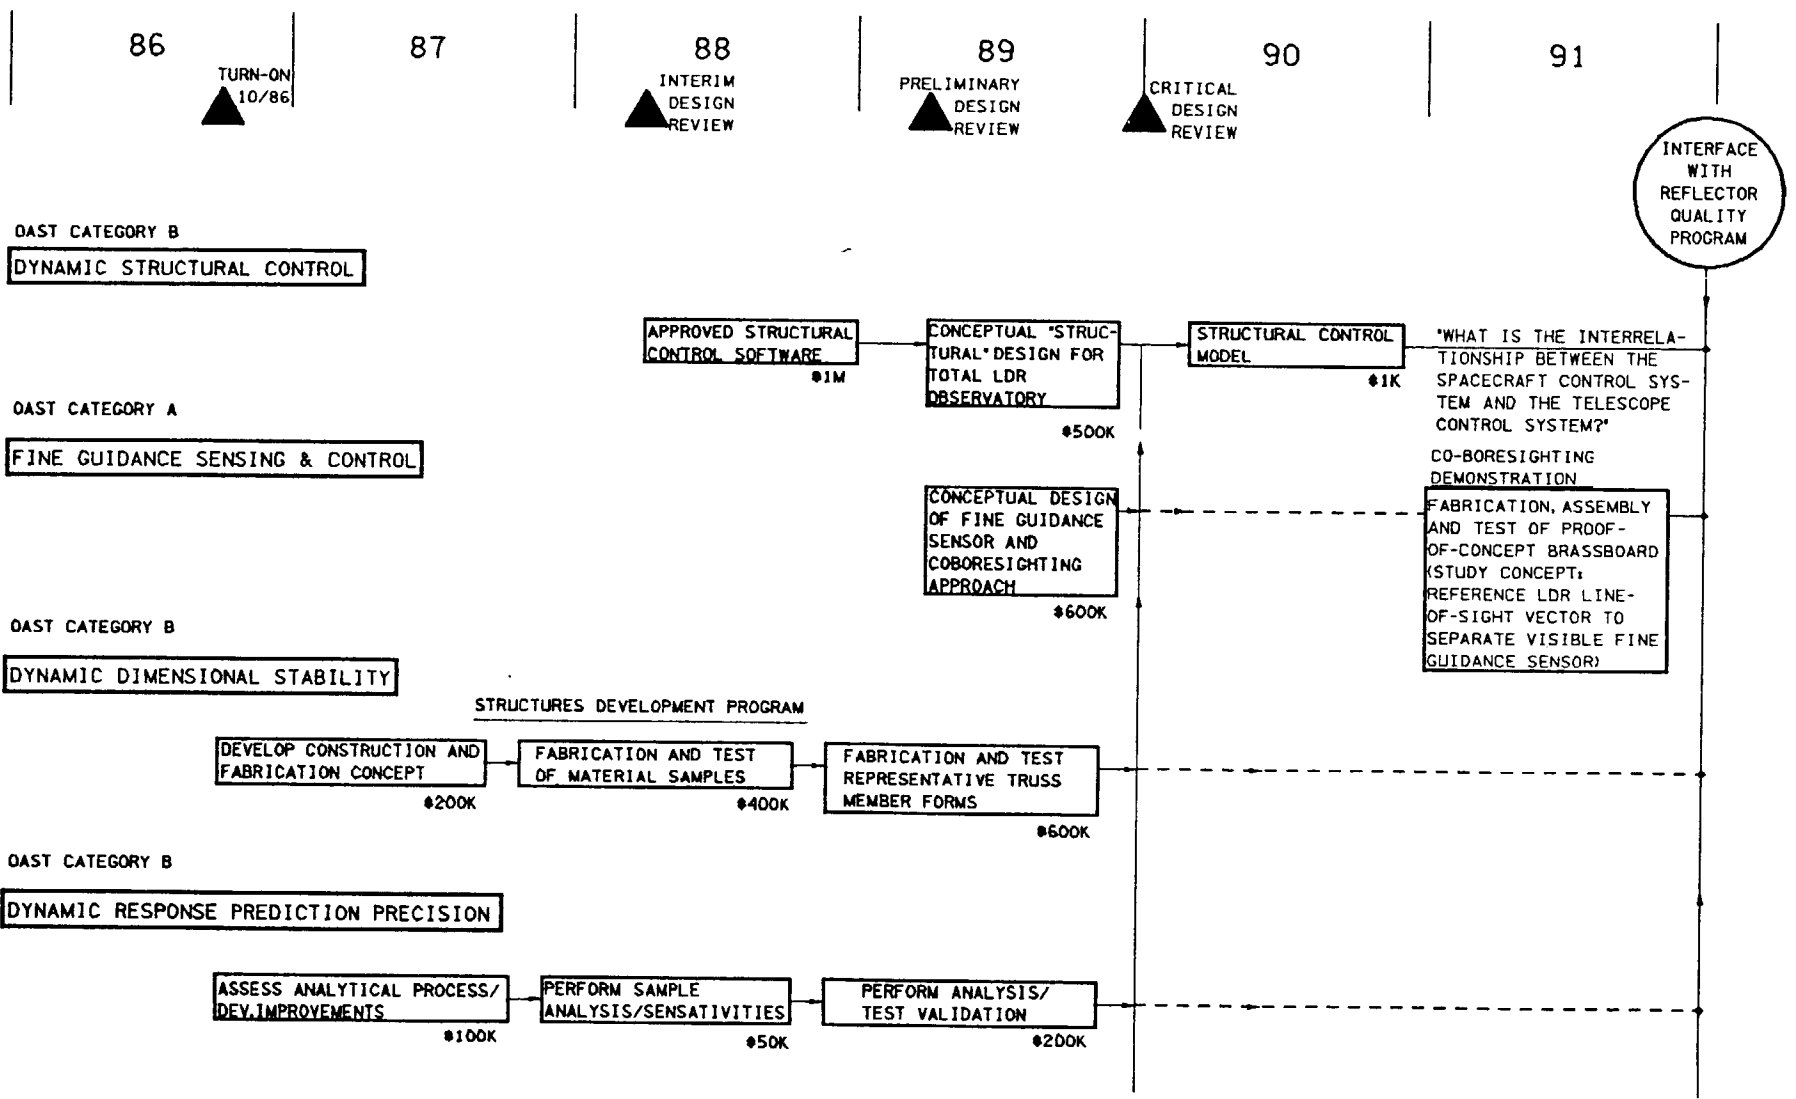 86
87
88
89
90
91
TURN-ON
10/86
INTERIM
DESIGN
REVIEW
PRELIMINARY
DESIGN
REVIEW
CRITICAL
DESIGN
REVIEW
INTERFACE
WITH
REFLECTOR
QUALITY
PROGRAM
OAST CATEGORY B
DYNAMIC STRUCTURAL CONTROL
APPROVED STRUCTURAL
CONTROL SOFTWARE
$1M
CONCEPTUAL "STRUC-
TURAL" DESIGN FOR
TOTAL LDR
OBSERVATORY
$500K
STRUCTURAL CONTROL
MODEL
$1K
"WHAT IS THE INTERRELA-
TIONSHIP BETWEEN THE
SPACECRAFT CONTROL SYS-
TEM AND THE TELESCOPE
CONTROL SYSTEM?"
OAST CATEGORY A
FINE GUIDANCE SENSING & CONTROL
CONCEPTUAL DESIGN
OF FINE GUIDANCE
SENSOR AND
COBORESIGHTING
APPROACH
$600K
CO-BORESIGHTING
DEMONSTRATION
FABRICATION, ASSEMBLY
AND TEST OF PROOF-
OF-CONCEPT BRASSBOARD
(STUDY CONCEPT:
REFERENCE LDR LINE-
OF-SIGHT VECTOR TO
SEPARATE VISIBLE FINE
GUIDANCE SENSOR)
OAST CATEGORY B
DYNAMIC DIMENSIONAL STABILITY
STRUCTURES DEVELOPMENT PROGRAM
DEVELOP CONSTRUCTION AND
FABRICATION CONCEPT
$200K
FABRICATION AND TEST
OF MATERIAL SAMPLES
$400K
FABRICATION AND TEST
REPRESENTATIVE TRUSS
MEMBER FORMS
$600K
OAST CATEGORY B
DYNAMIC RESPONSE PREDICTION PRECISION
ASSESS ANALYTICAL PROCESS/
DEV.IMPROVEMENTS
$100K
PERFORM SAMPLE
ANALYSIS/SENSATIVITIES
$50K
PERFORM ANALYSIS/
TEST VALIDATION
$200K